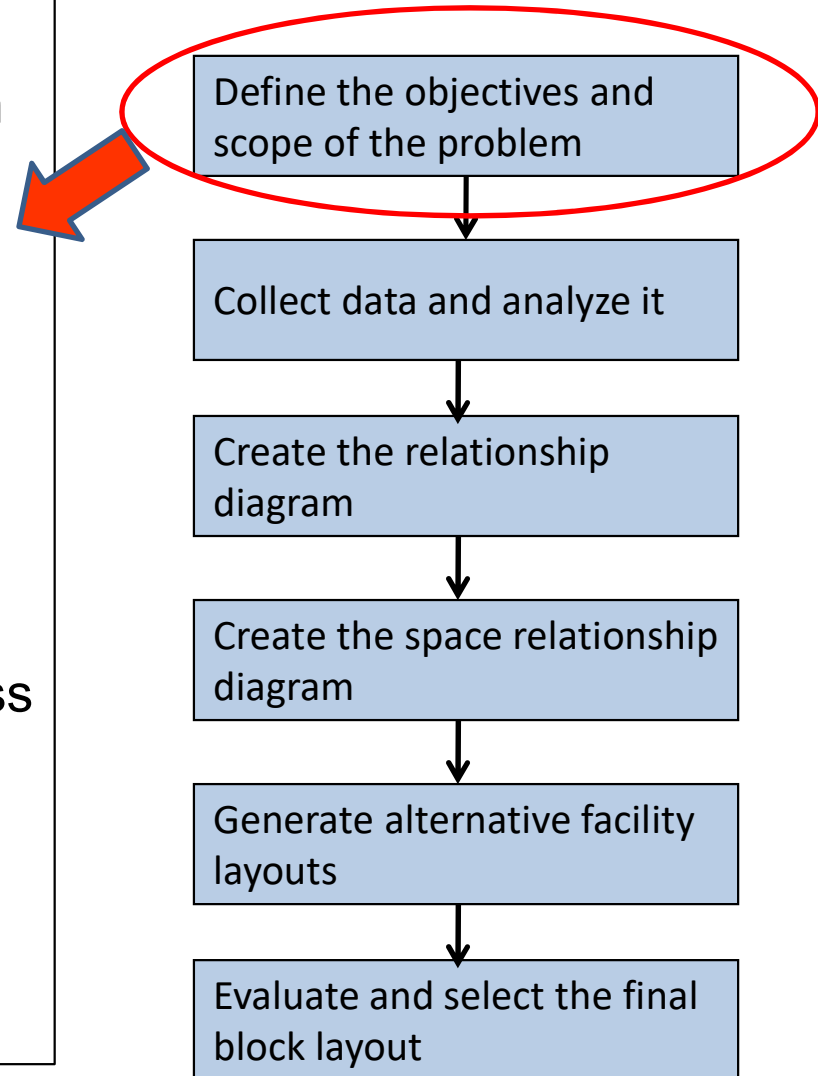 Define the objectives and
scope of the problem
Collect data and analyze it
Create the relationship
diagram
Create the space relationship
diagram
ss
Generate alternative facility
layouts
Evaluate and select the final
block layout